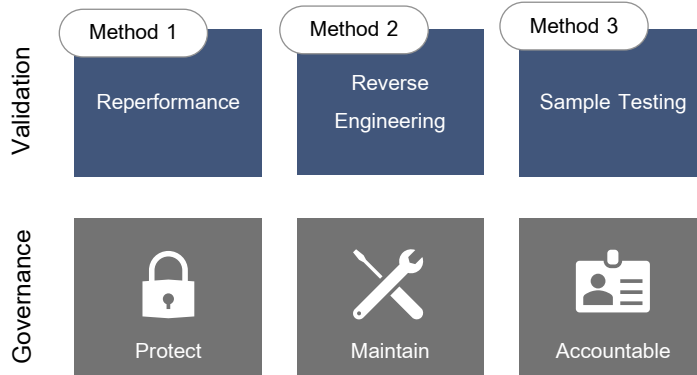 Validation
Method 1
Reperformance
Method 2
Reverse
Engineering
Method 3
Sample Testing
Governance
Protect
Maintain
Accountable